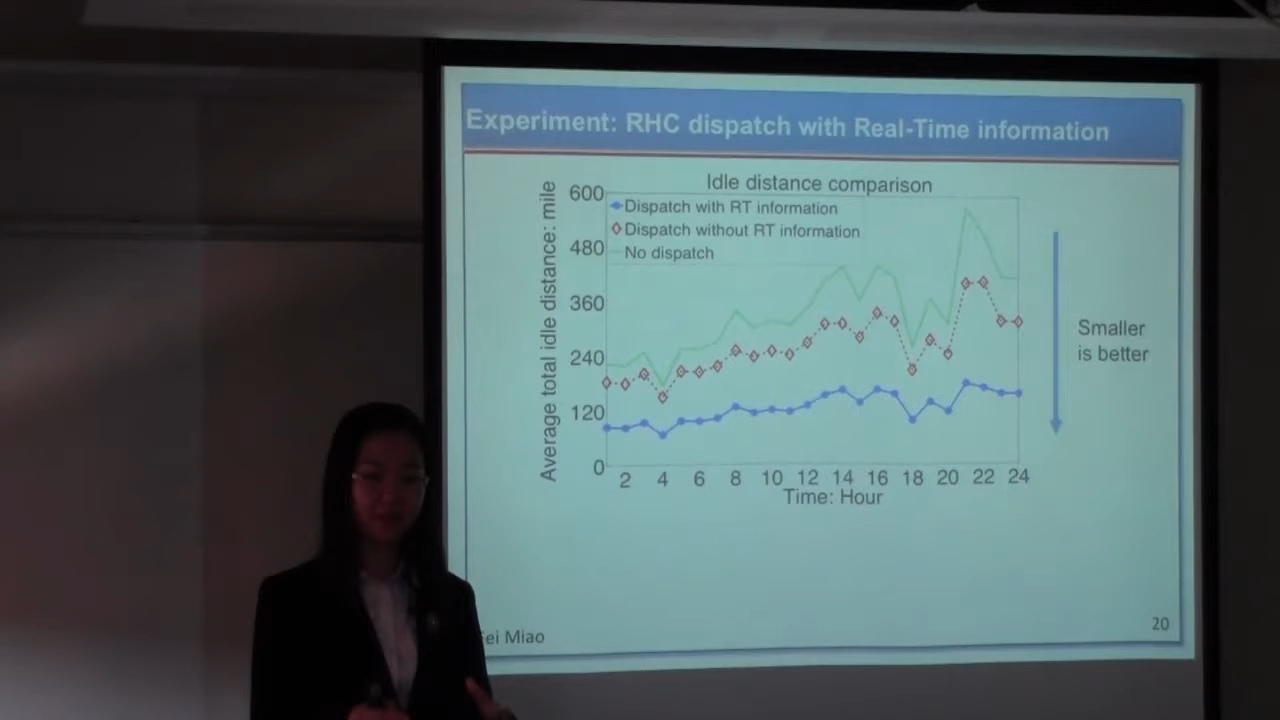 Experiment: RHC dispatch with Real-Time information
Idle distance comparison
Average total idle distance: mile
600
480
360
240
120
0
Dispatch with RT information
Dispatch without RT information
No dispatch
2 4 6 8 10 12 14 16 18 20 22 24
Time: Hour
Smaller
is better
Miao
20